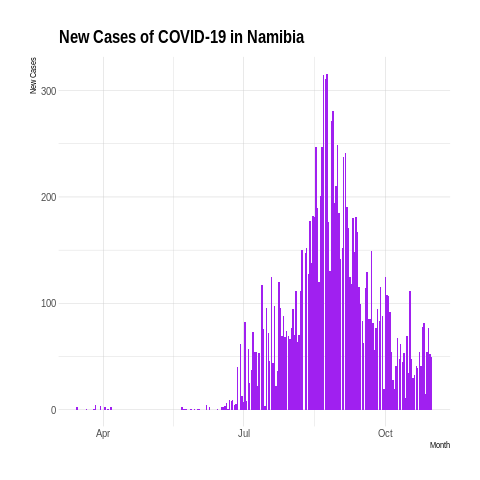 New Cases of COVID-19 in Namibia
New Cases
300
200
100
0
Apr
Jul
Oct
Month